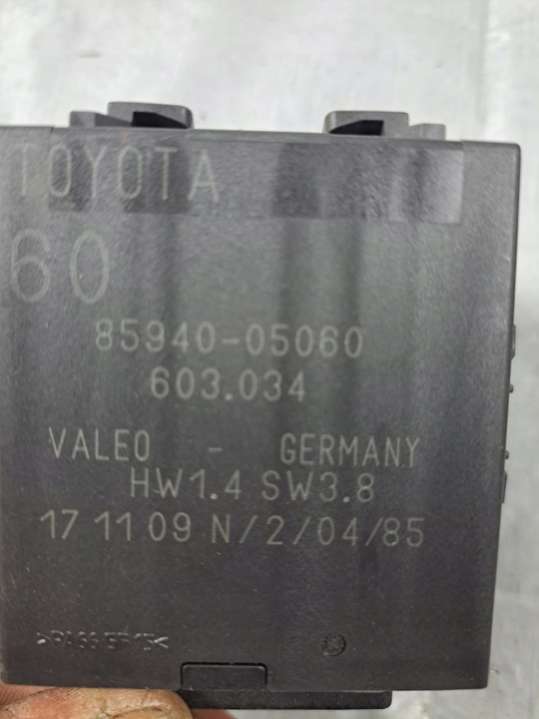 TOYOTA
60
85940-05060
603.034
VALEO - GERMANY
HW1.4 SW3.8
17 11 09 N/2/04/85